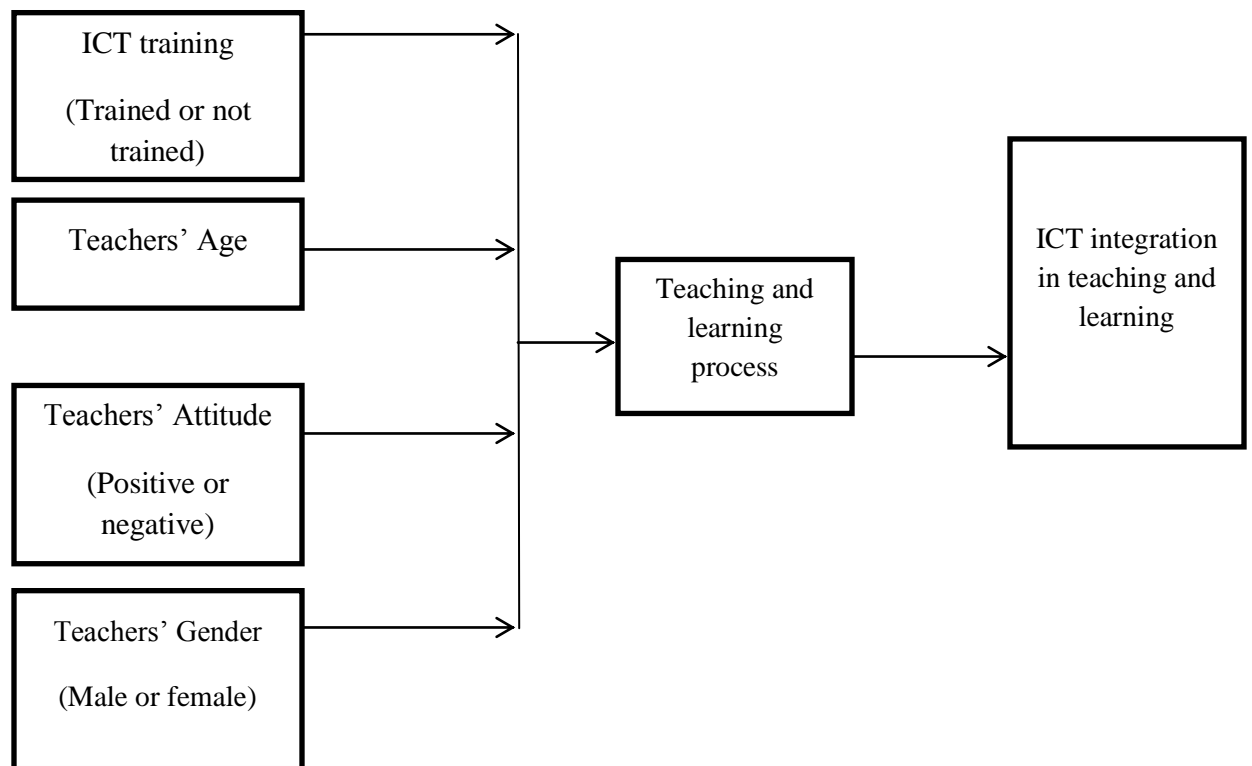 ICT training
(Trained or not
trained)
Teachers’ Age
Teachers’ Attitude
(Positive or
negative)
Teachers’ Gender
(Male or female)
Teaching and
learning
process
ICT integration
in teaching and
learning